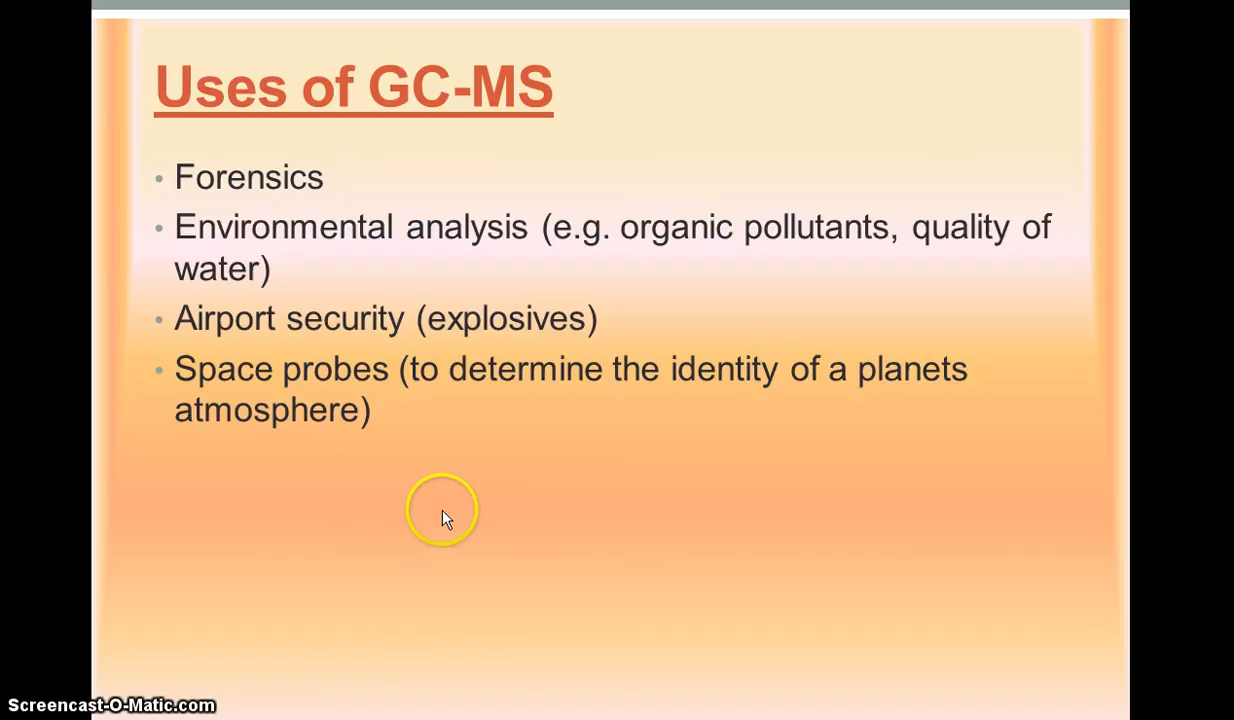 Uses of GC-MS
• Forensics
• Environmental analysis (e.g. organic pollutants, quality of
water)
• Airport security (explosives)
• Space probes (to determine the identity of a planets
atmosphere)
Screencast-O-Matic.com